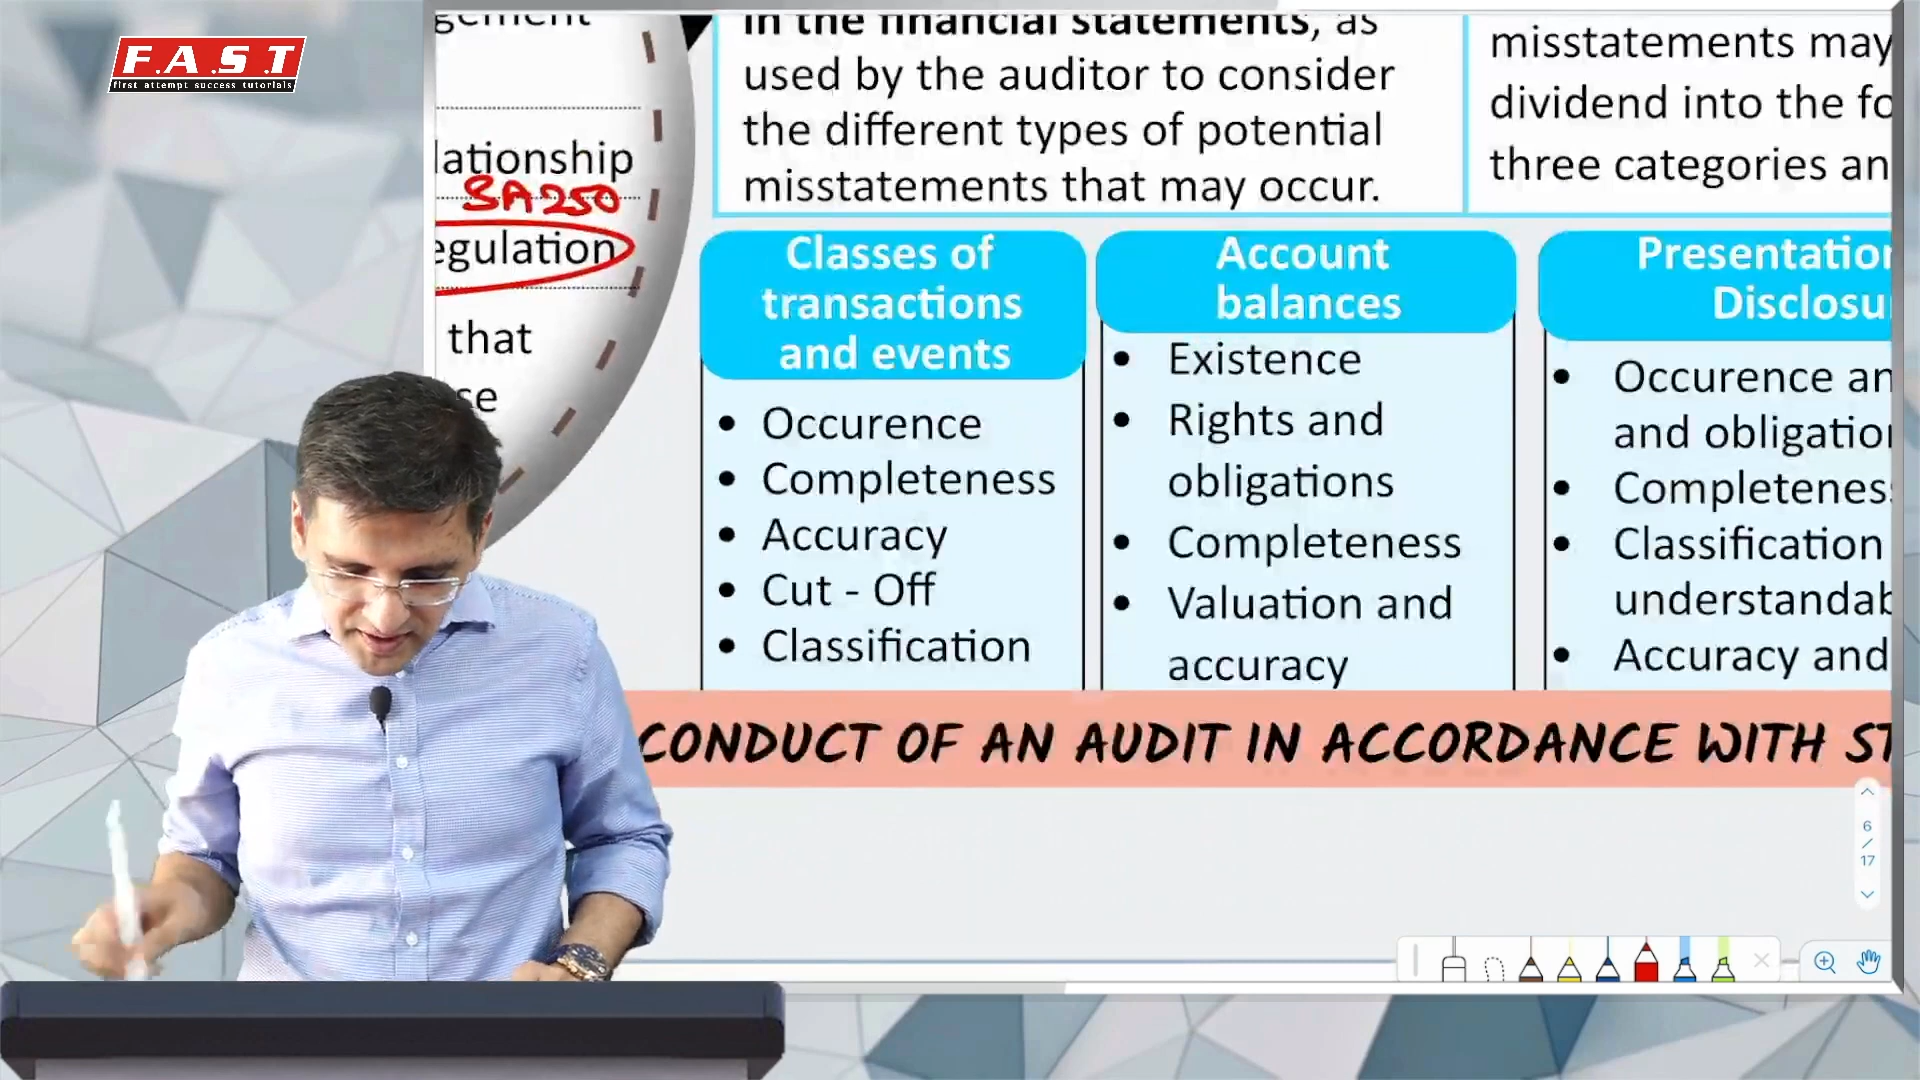 F.A.S.T
first attempt success tutorials
lationship
SA250
egulation
that
se
in the financial statements, as
used by the auditor to consider
the different types of potential
misstatements that may occur.
misstatements may
dividend into the fo
three categories an
Classes of
transactions
and events
• Occurence
• Completeness
• Accuracy
• Cut - Off
• Classification
Account
balances
• Existence
• Rights and
obligations
• Completeness
• Valuation and
accuracy
Presentation
Disclosu
• Occurence an
and obligation
• Completenes
• Classification
understandab
• Accuracy and
CONDUCT OF AN AUDIT IN ACCORDANCE WITH ST
6
/
17